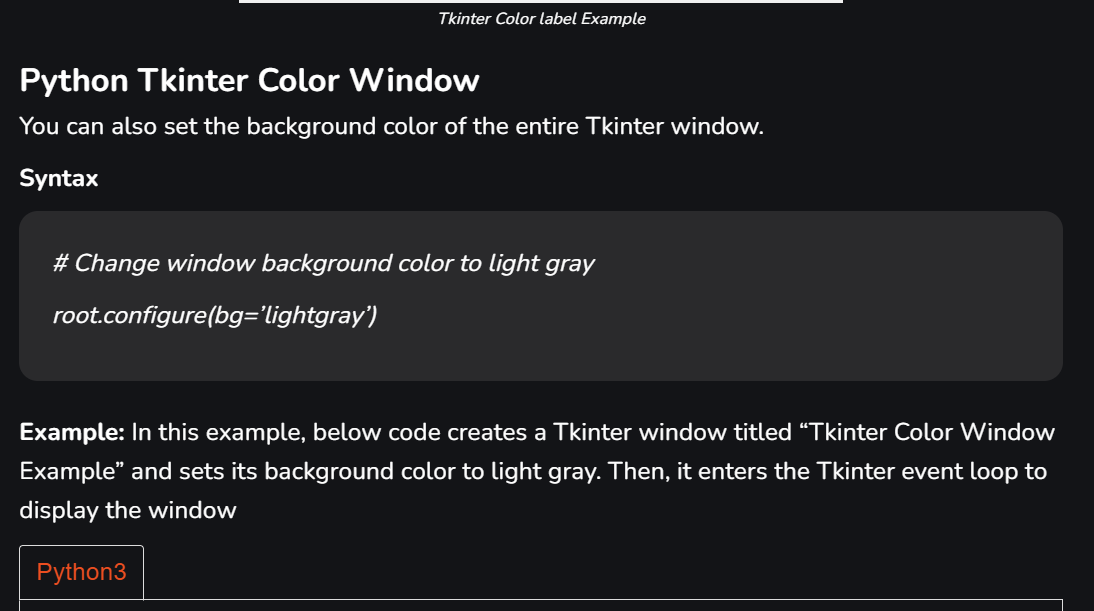 Tkinter Color label Example
Python Tkinter Color Window
You can also set the background color of the entire Tkinter window.
Syntax
# Change window background color to light gray
root.configure(bg=’lightgray’)
Example: In this example, below code creates a Tkinter window titled “Tkinter Color Window
Example” and sets its background color to light gray. Then, it enters the Tkinter event loop to
display the window
Python3